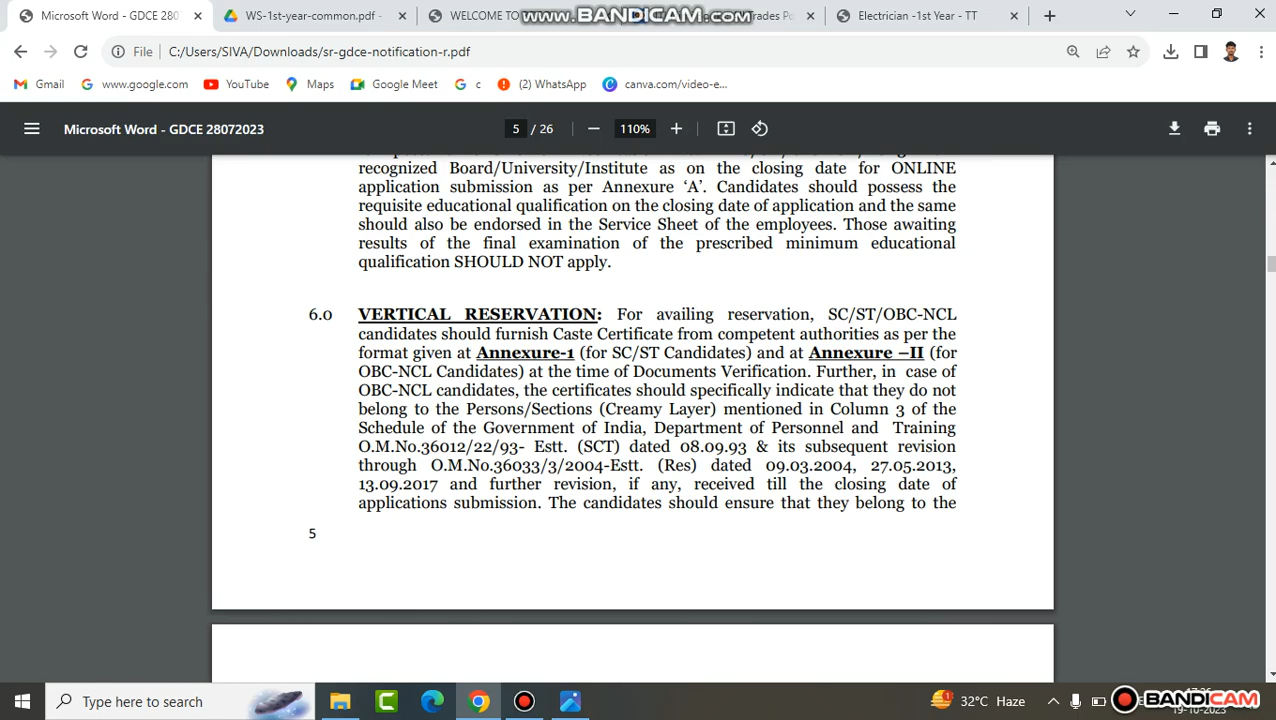 Microsoft Word - GDCE 2807
WS-1st-year-common.pdf -
WELCOME TO
www.BANDICAM.com
Trades
Electrician -1st Year - TT
File
C:/Users/SIVA/Downloads/sr-gdce-notification-r.pdf
Gmail
www.google.com
YouTube
Maps
Google Meet
c
(2) WhatsApp
canva.com/video-e...
Microsoft Word - GDCE 28072023
5 / 26
110%
recognized Board/University/Institute as on the closing date for ONLINE
application submission as per Annexure ‘A’. Candidates should possess the
requisite educational qualification on the closing date of application and the same
should also be endorsed in the Service Sheet of the employees. Those awaiting
results of the final examination of the prescribed minimum educational
qualification SHOULD NOT apply.
6.0 VERTICAL RESERVATION: For availing reservation, SC/ST/OBC-NCL
candidates should furnish Caste Certificate from competent authorities as per the
format given at Annexure-1 (for SC/ST Candidates) and at Annexure –II (for
OBC-NCL Candidates) at the time of Documents Verification. Further, in case of
OBC-NCL candidates, the certificates should specifically indicate that they do not
belong to the Persons/Sections (Creamy Layer) mentioned in Column 3 of the
Schedule of the Government of India, Department of Personnel and Training
O.M.No.36012/22/93- Estt. (SCT) dated 08.09.93 & its subsequent revision
through O.M.No.36033/3/2004-Estt. (Res) dated 09.03.2004, 27.05.2013,
13.09.2017 and further revision, if any, received till the closing date of
applications submission. The candidates should ensure that they belong to the
5
Type here to search
32°C Haze
BANDICAM
19-10-2023